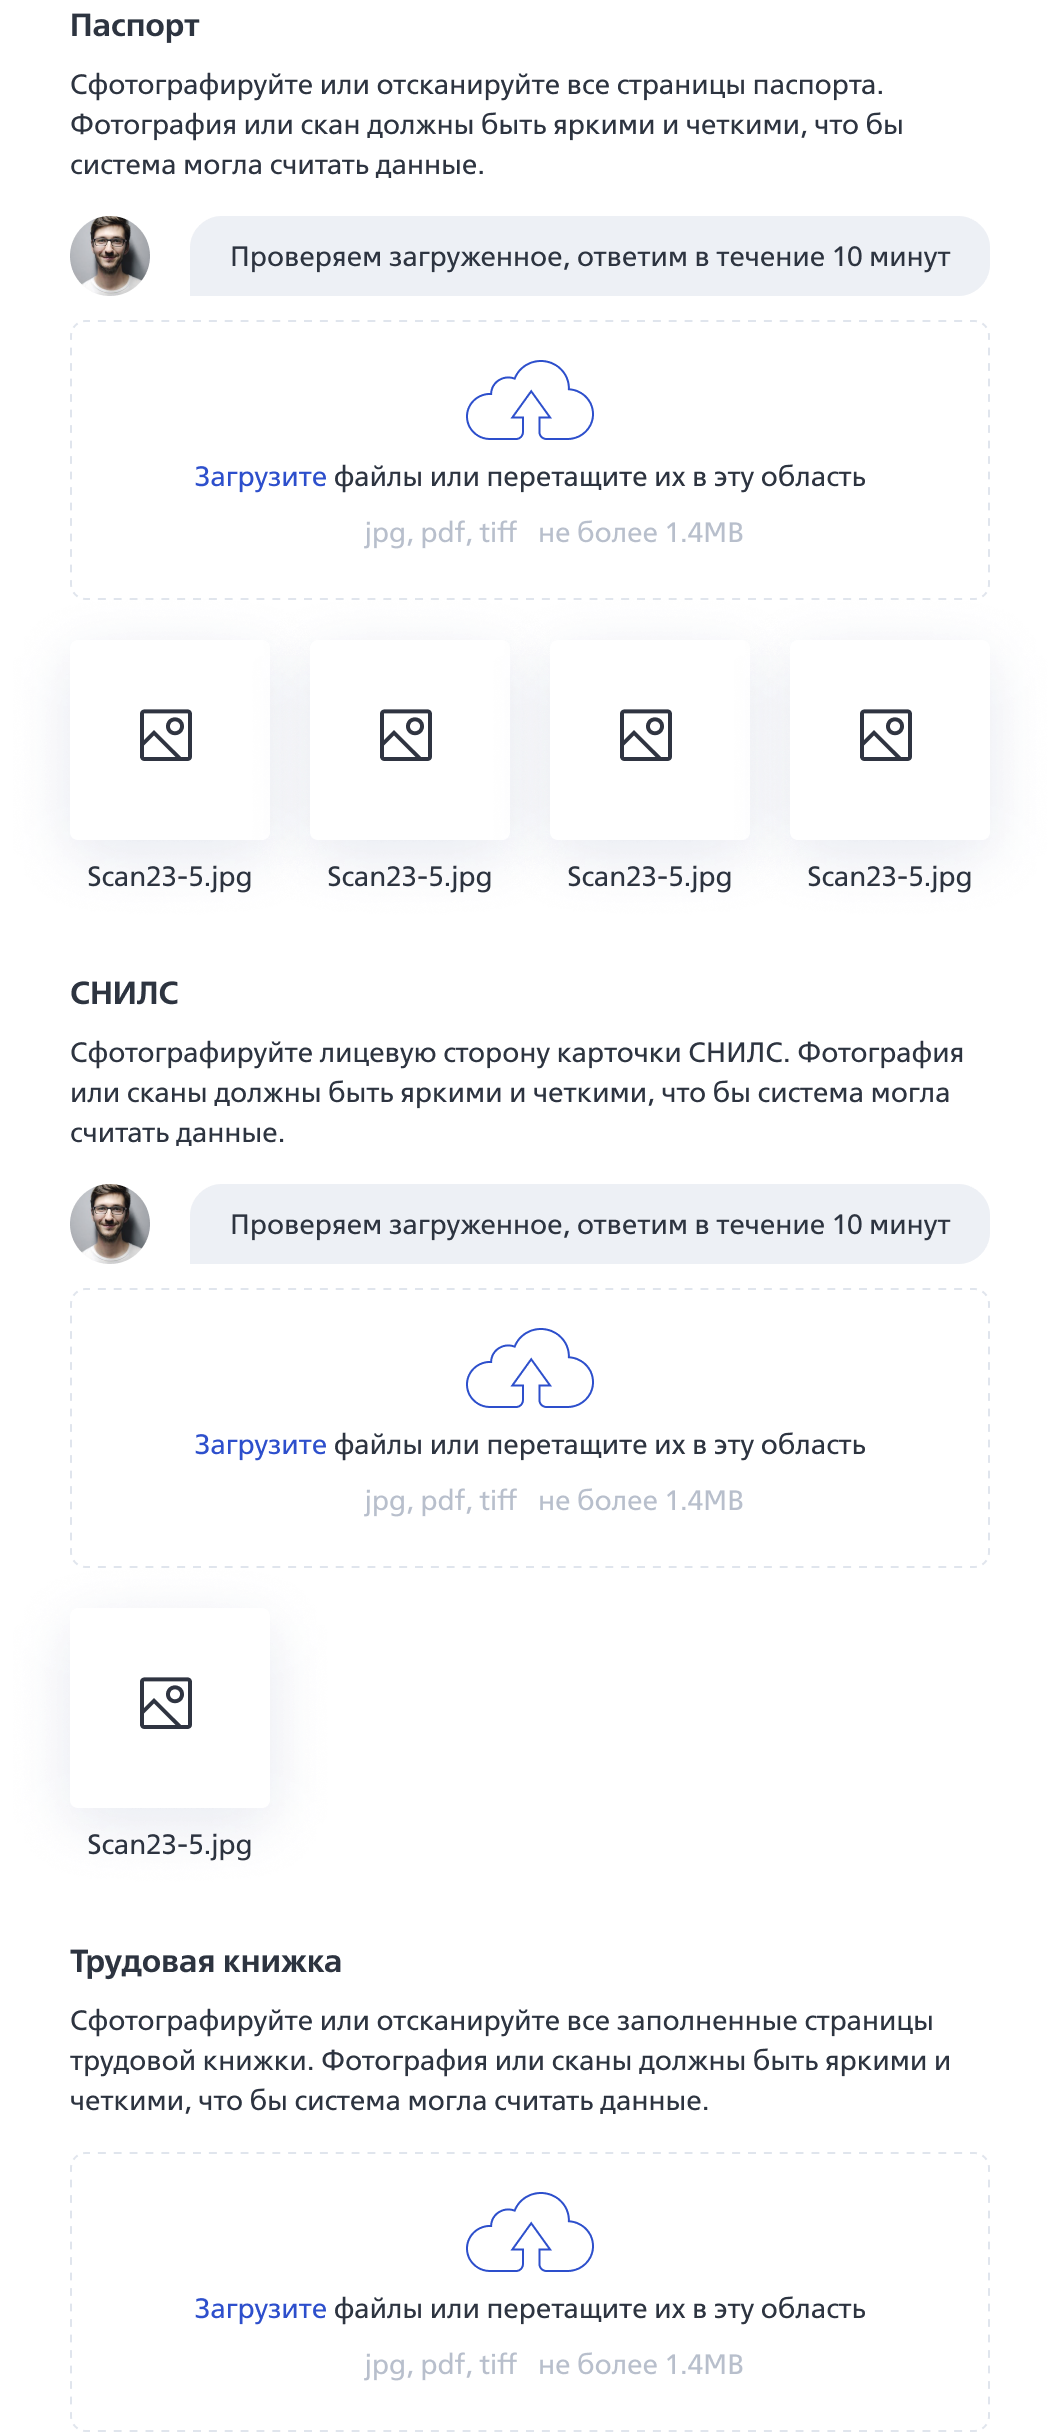 Паспорт
Сфотографируйте или отсканируйте все страницы паспорта.
Фотография или скан должны быть яркими и четкими, что бы
система могла считать данные.
Проверяем загруженное, ответим в течение 10 минут
Загрузите файлы или перетащите их в эту область
jpg, pdf, tiff не более 1.4MB
Scan23-5.jpg Scan23-5.jpg Scan23-5.jpg Scan23-5.jpg
СНИЛС
Сфотографируйте лицевую сторону карточки СНИЛС. Фотография
или сканы должны быть яркими и четкими, что бы система могла
считать данные.
Проверяем загруженное, ответим в течение 10 минут
Загрузите файлы или перетащите их в эту область
jpg, pdf, tiff не более 1.4MB
Scan23-5.jpg
Трудовая книжка
Сфотографируйте или отсканируйте все заполненные страницы
трудовой книжки. Фотография или сканы должны быть яркими и
четкими, что бы система могла считать данные.
Загрузите файлы или перетащите их в эту область
jpg, pdf, tiff не более 1.4MB